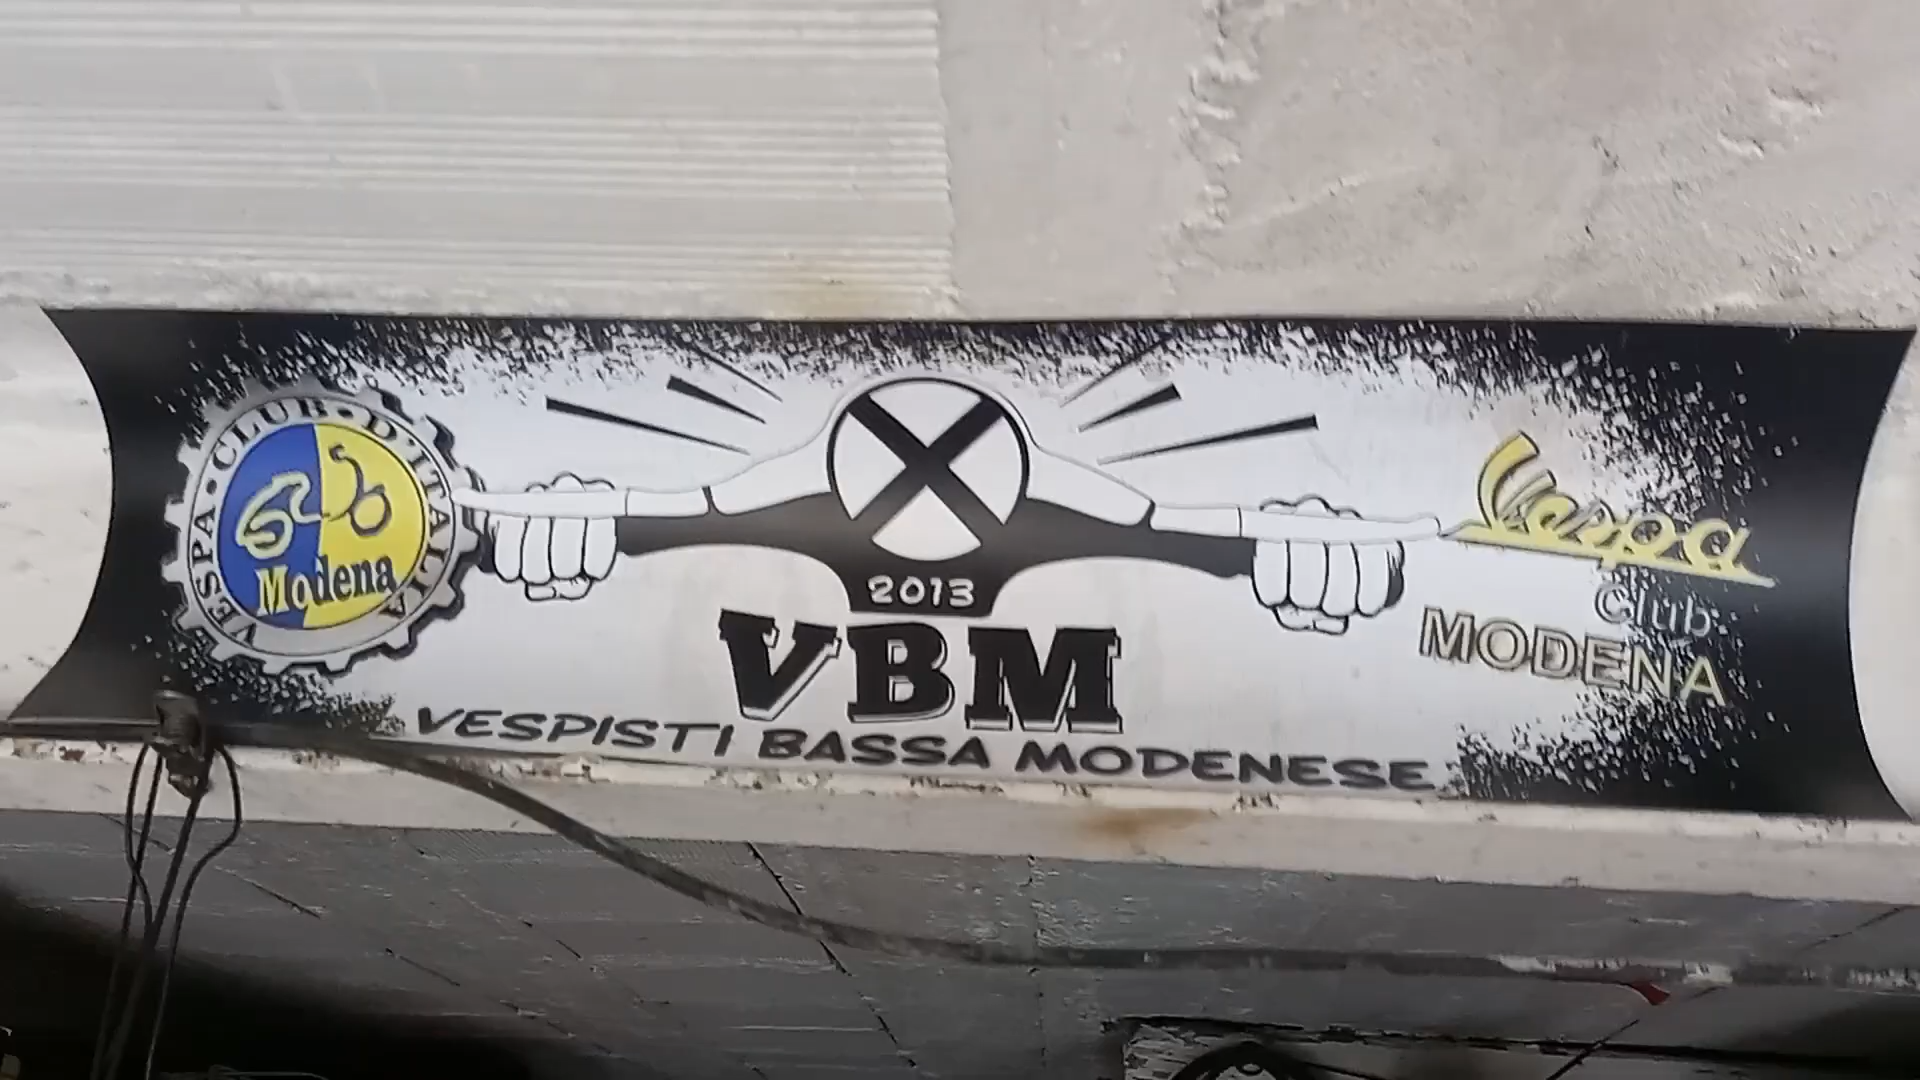 VESPA·CLUB·D'ITALIA
Modena
2013
VBM
VESPISTI BASSA MODENESE
Vespa
Club
MODENA